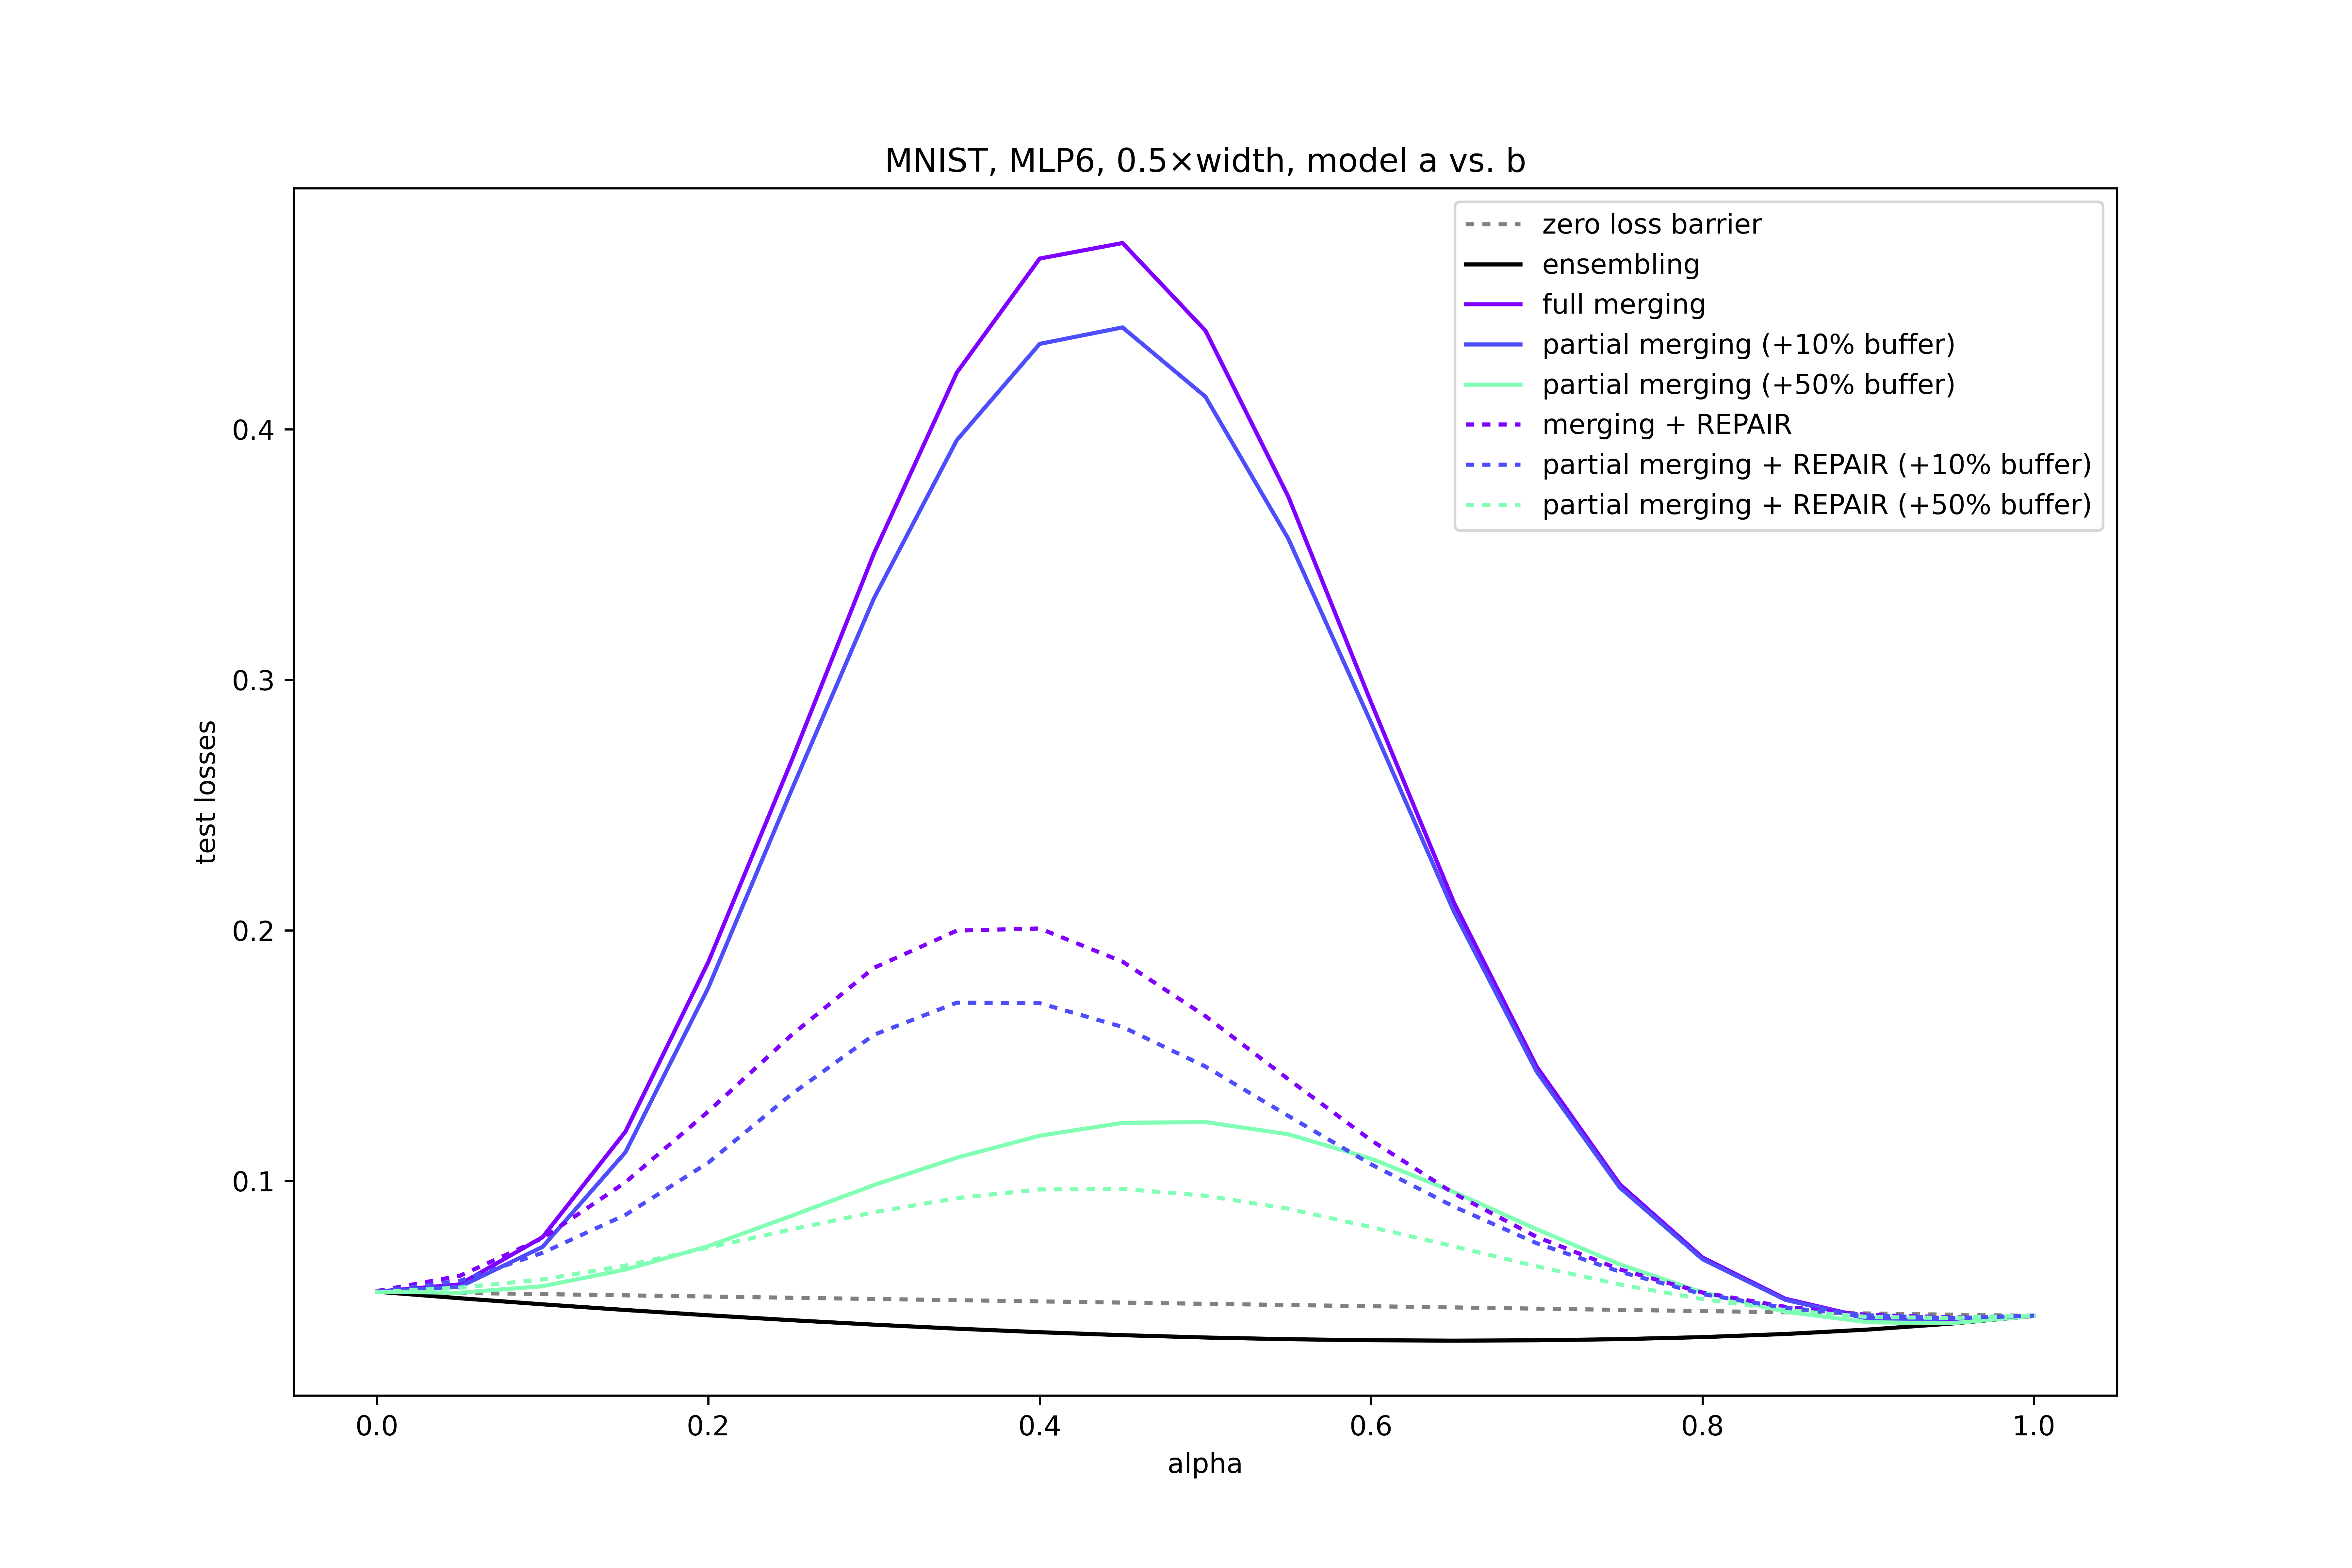 MNIST, MLP6, 0.5×width, model a vs. b
zero loss barrier
ensembling
full merging
partial merging (+10% buffer)
partial merging (+50% buffer)
merging + REPAIR
partial merging + REPAIR (+10% buffer)
partial merging + REPAIR (+50% buffer)
test losses
0.4
0.3
0.2
0.1
0.0 0.2 0.4 0.6 0.8 1.0
alpha